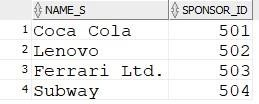 NAME_S SPONSOR_ID
1 Coca Cola 501
2 Lenovo 502
3 Ferrari Ltd. 503
4 Subway 504